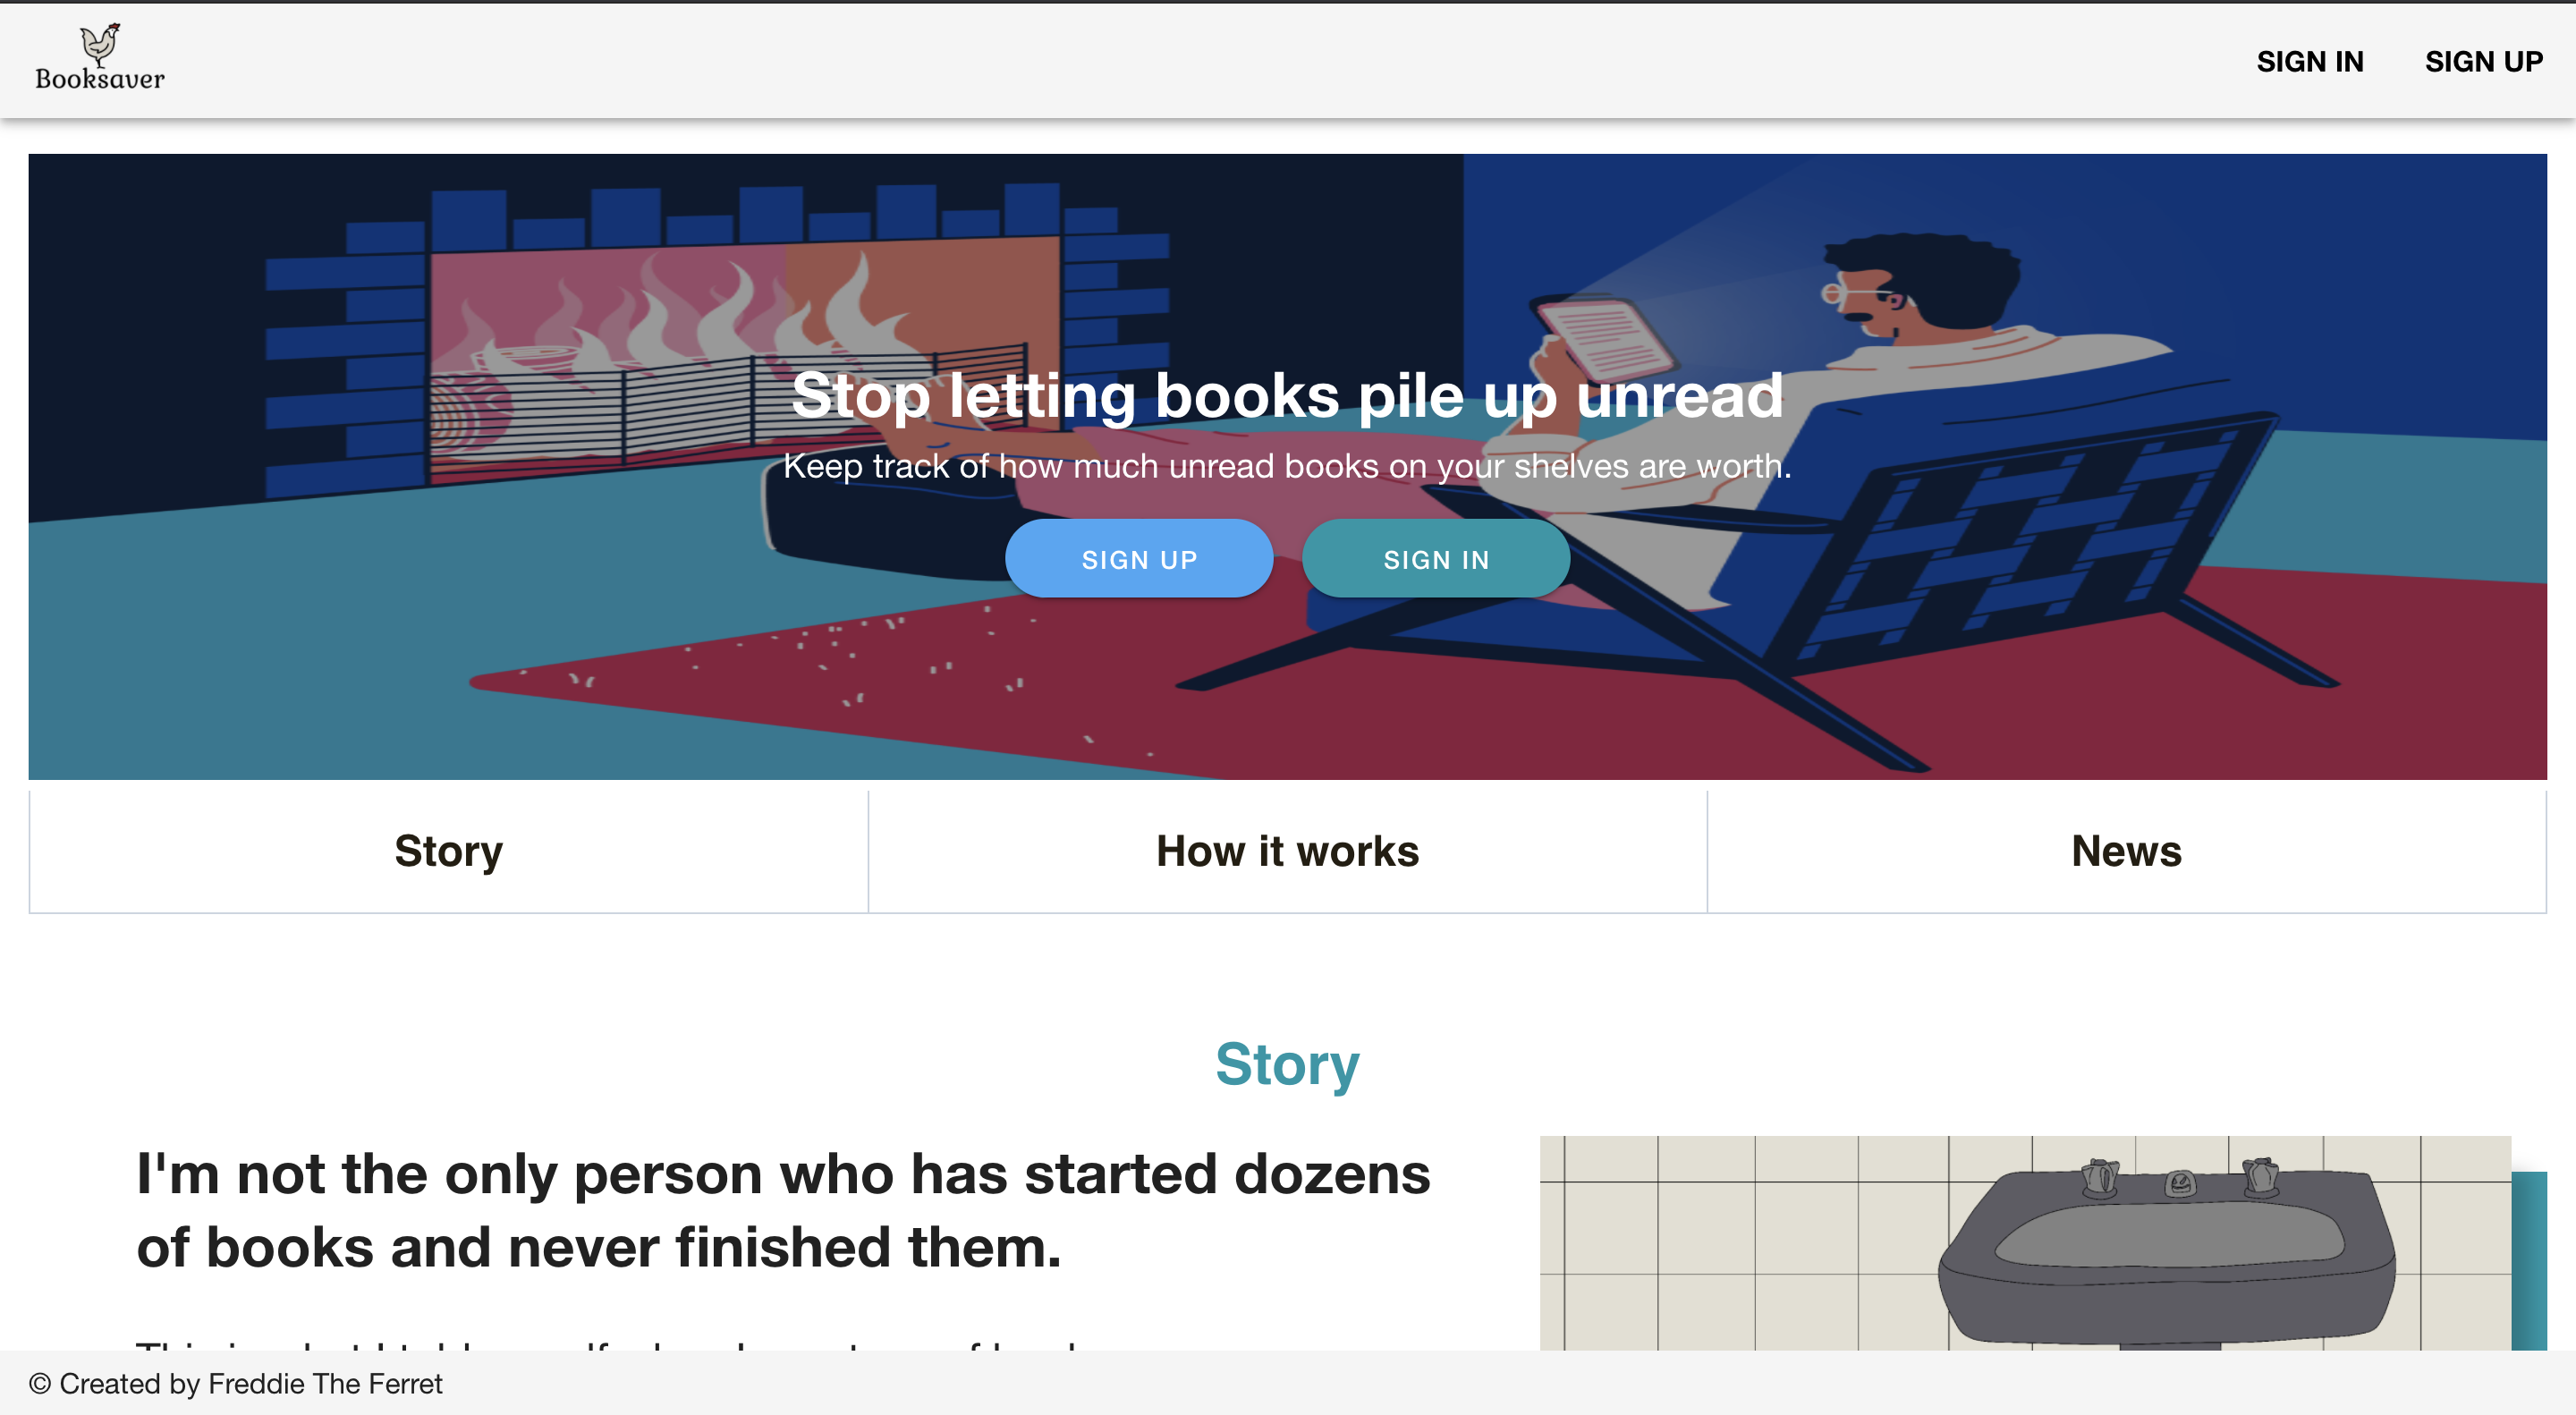 Booksaver
SIGN IN
SIGN UP
Stop letting books pile up unread
Keep track of how much unread books on your shelves are worth.
SIGN UP
SIGN IN
Story
How it works
News
Story
I'm not the only person who has started dozens
of books and never finished them.
© Created by Freddie The Ferret